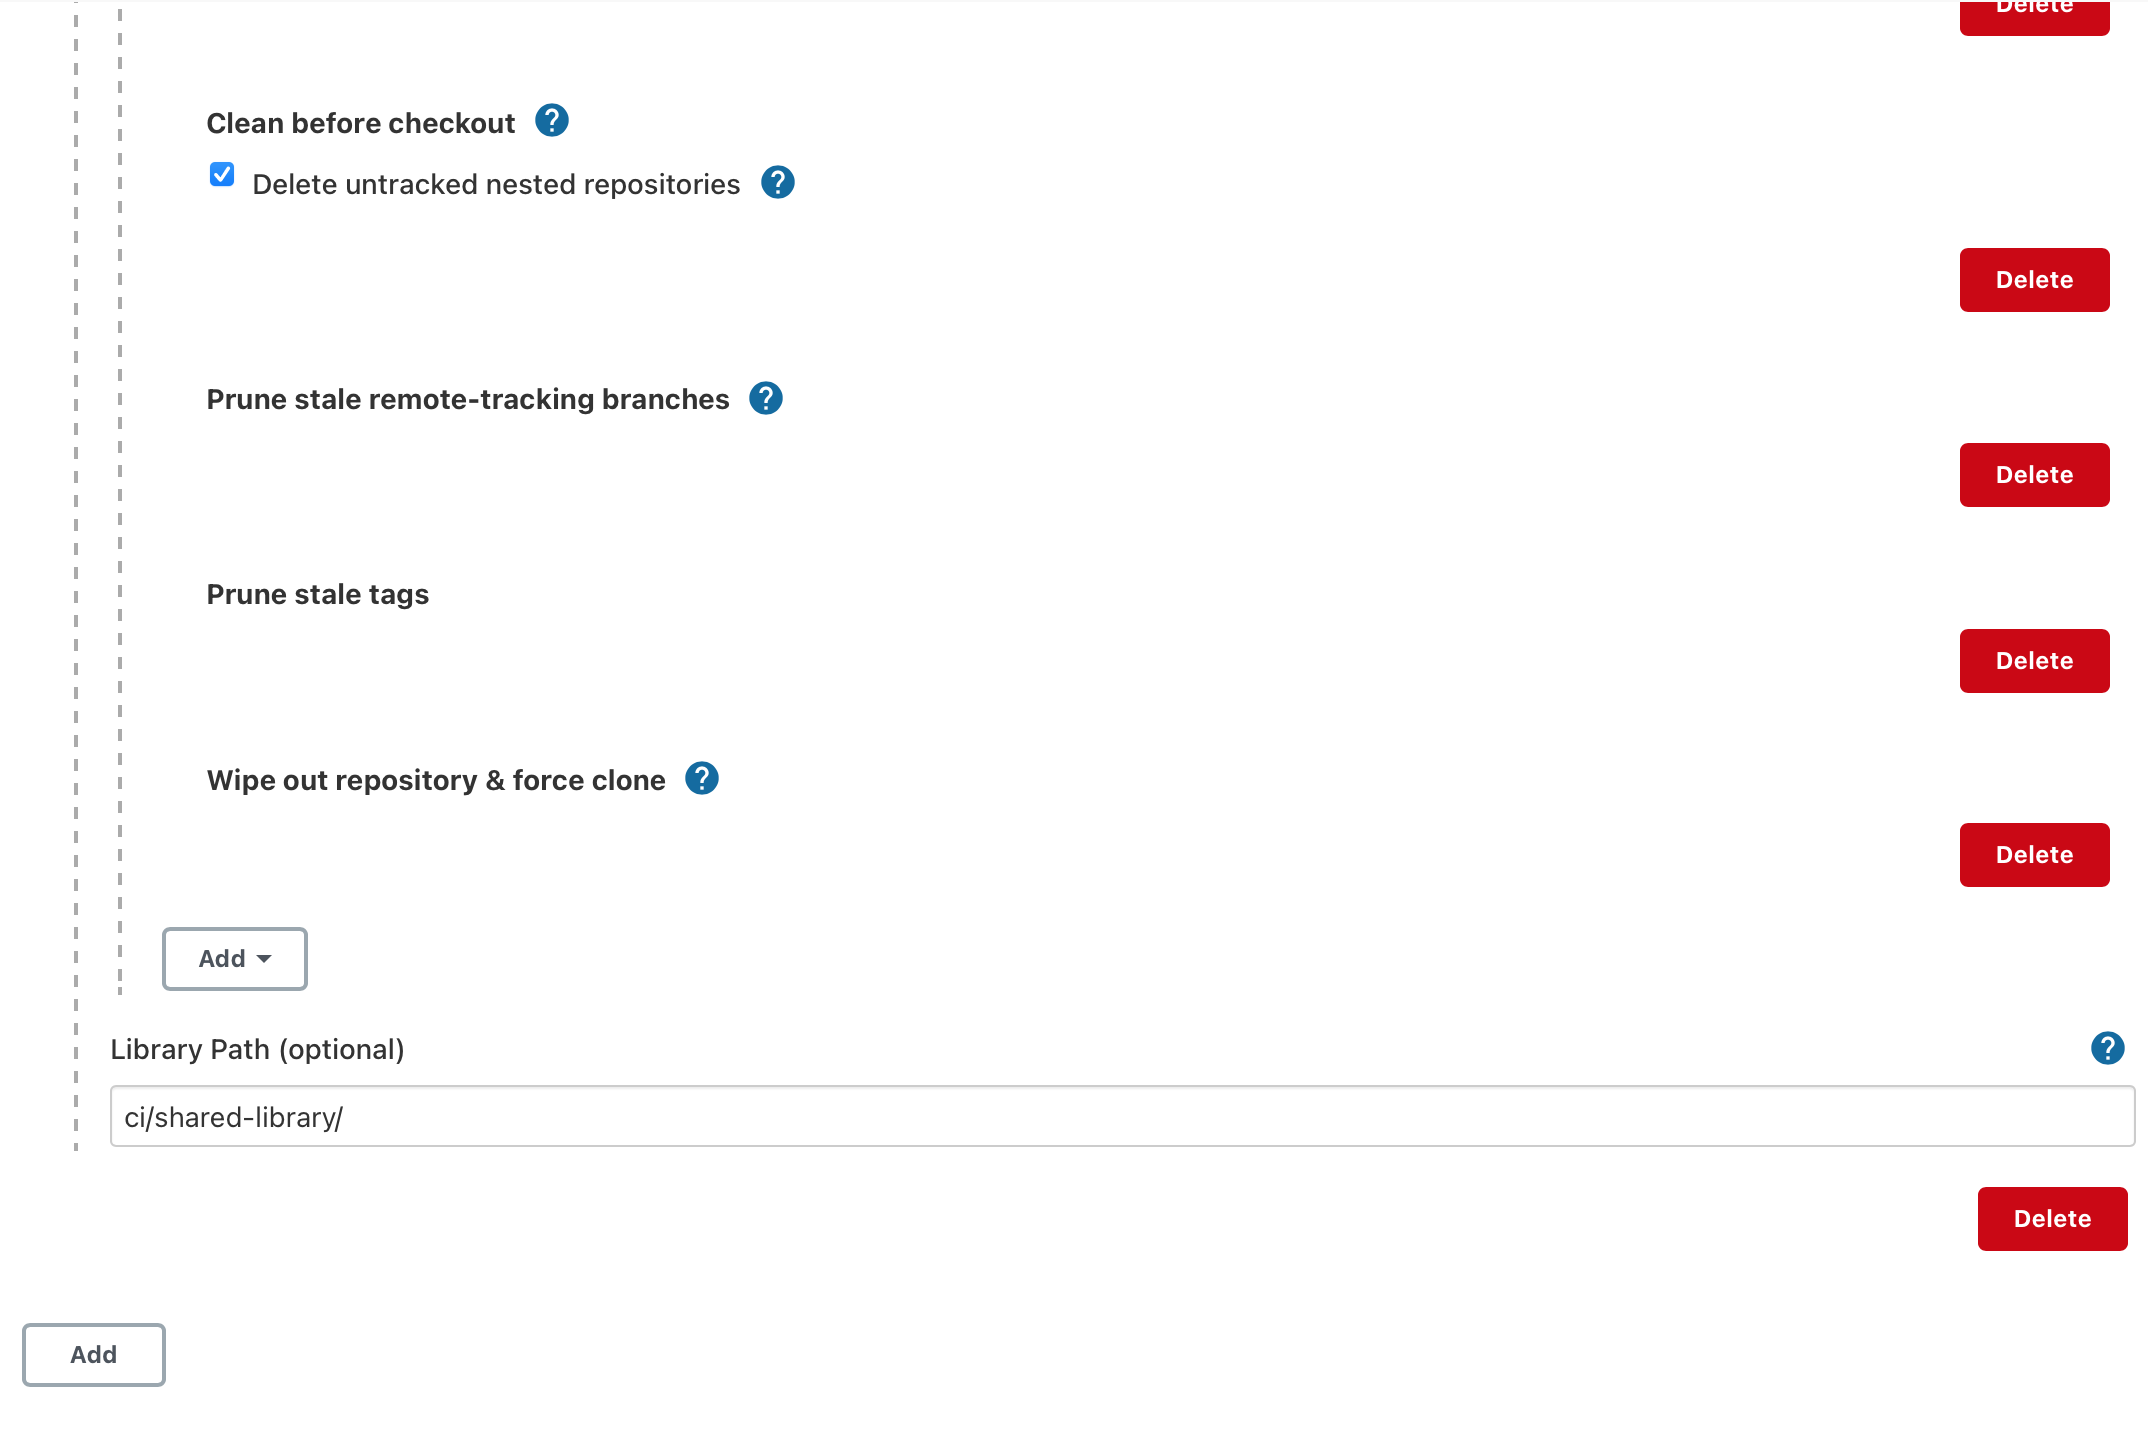 Delete
Clean before checkout ?
Delete untracked nested repositories ?
Delete
Prune stale remote-tracking branches ?
Delete
Prune stale tags
Delete
Wipe out repository & force clone ?
Delete
Add
Library Path (optional) ?
ci/shared-library/
Delete
Add